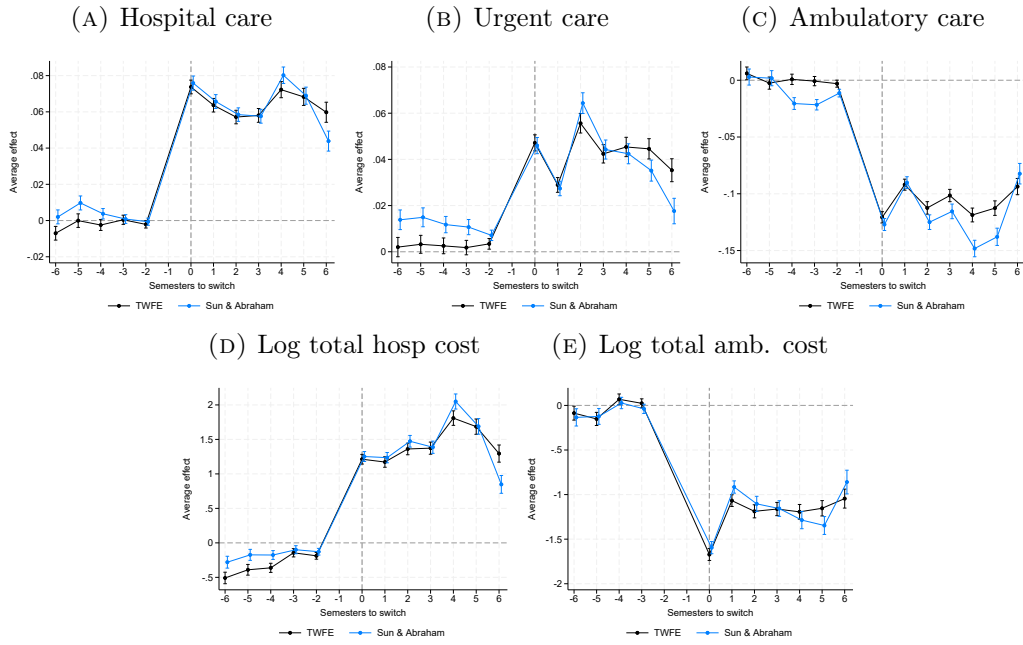 (A) Hospital care
(B) Urgent care
(C) Ambulatory care
Average effect
.08
.06
.04
.02
0
-.02
-6 -5 -4 -3 -2 -1 0 1 2 3 4 5 6
Semesters to switch
TWFE Sun & Abraham
Average effect
.08
.06
.04
.02
0
-6 -5 -4 -3 -2 -1 0 1 2 3 4 5 6
Semesters to switch
TWFE Sun & Abraham
Average effect
0
-.05
-.1
-.15
-6 -5 -4 -3 -2 -1 0 1 2 3 4 5 6
Semesters to switch
TWFE Sun & Abraham
(D) Log total hosp cost
(E) Log total amb. cost
Average effect
2
1.5
1
.5
0
-.5
-6 -5 -4 -3 -2 -1 0 1 2 3 4 5 6
Semesters to switch
TWFE Sun & Abraham
Average effect
0
-.5
-1
-1.5
-2
-6 -5 -4 -3 -2 -1 0 1 2 3 4 5 6
Semesters to switch
TWFE Sun & Abraham